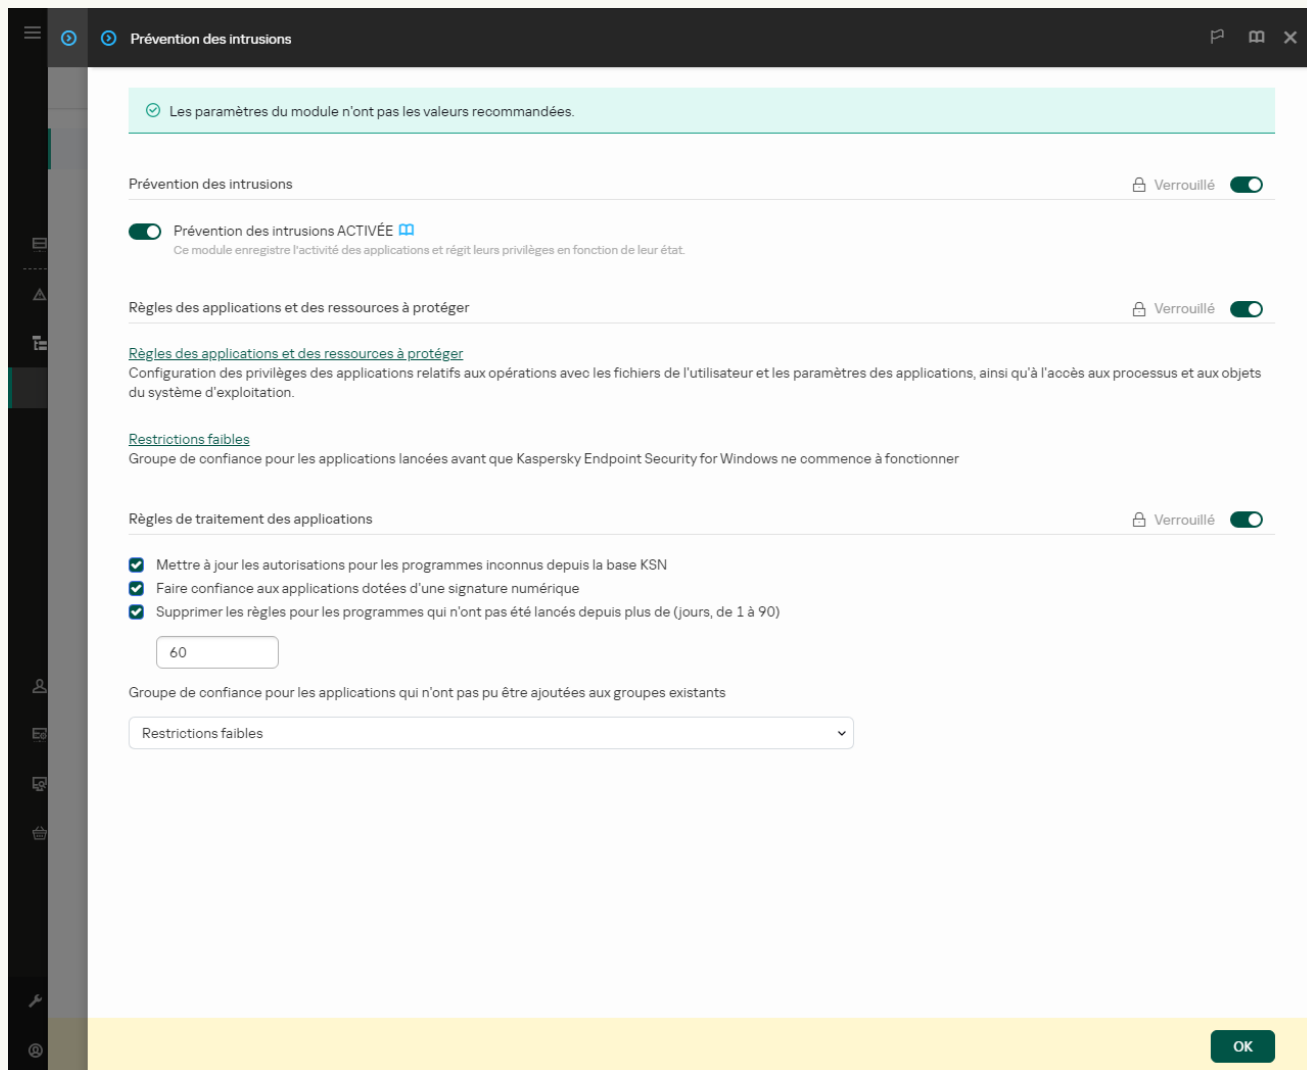 Prévention des intrusions
Les paramètres du module n'ont pas les valeurs recommandées.
Prévention des intrusions
Verrouillé
Prévention des intrusions ACTIVÉE
Ce module enregistre l'activité des applications et régit leurs privilèges en fonction de leur état.
Règles des applications et des ressources à protéger
Verrouillé
Règles des applications et des ressources à protéger
Configuration des privilèges des applications relatifs aux opérations avec les fichiers de l'utilisateur et les paramètres des applications, ainsi qu'à l'accès aux processus et aux objets
du système d'exploitation.
Restrictions faibles
Groupe de confiance pour les applications lancées avant que Kaspersky Endpoint Security for Windows ne commence à fonctionner
Règles de traitement des applications
Verrouillé
Mettre à jour les autorisations pour les programmes inconnus depuis la base KSN
Faire confiance aux applications dotées d'une signature numérique
Supprimer les règles pour les programmes qui n'ont pas été lancés depuis plus de (jours, de 1 à 90)
60
Groupe de confiance pour les applications qui n'ont pas pu être ajoutées aux groupes existants
Restrictions faibles
OK